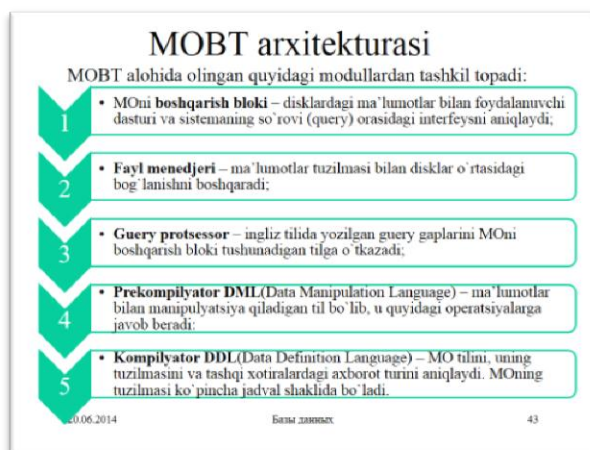 MOBT arxitekturasi
MOBT alohida olingan quyidagi modullardan tashkil topadi:
1
• MOni boshqarish bloki – disklardagi ma'lumotlar bilan foydalanuvchi
dasturi va sistemaning so`rovi (query) orasidagi interfeysni aniqlaydi;
2
• Fayl menedjeri – ma'lumotlar tuzilmasi bilan disklar o`rtasidagi
bog`lanishni boshqaradi;
3
• Guery protsessor – ingliz tilida yozilgan guery gaplarini MOni
boshqarish bloki tushunadigan tilga o`tkazadi;
4
• Prekompilyator DML(Data Manipulation Language) – ma'lumotlar
bilan manipulyatsiya qiladigan til bo`lib, u quyidagi operatsiyalarga
javob beradi:
5
• Kompilyator DDL(Data Definition Language) – MO tilini, uning
tuzilmasini va tashqi xotiralardagi axborot turini aniqlaydi. MOning
tuzilmasi ko`pincha jadval shaklida bo`ladi.
20.06.2014 Базы данных 43